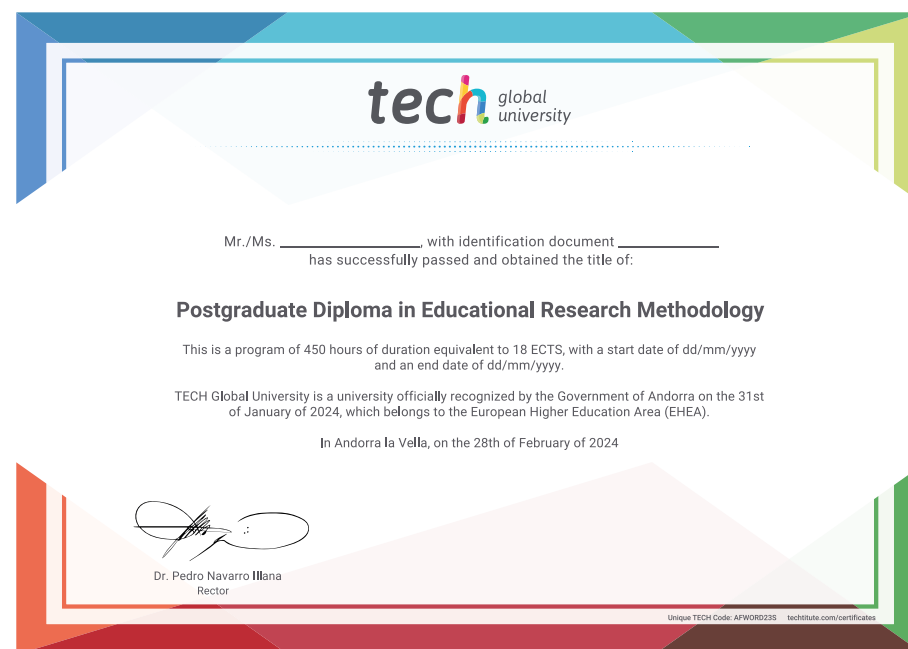 tech global university
Mr./Ms. ____________________, with identification document ______________
has successfully passed and obtained the title of:
Postgraduate Diploma in Educational Research Methodology
This is a program of 450 hours of duration equivalent to 18 ECTS, with a start date of dd/mm/yyyy
and an end date of dd/mm/yyyy.
TECH Global University is a university officially recognized by the Government of Andorra on the 31st
of January of 2024, which belongs to the European Higher Education Area (EHEA).
In Andorra la Vella, on the 28th of February of 2024
Dr. Pedro Navarro Illana
Rector
Unique TECH Code: AFWORD23S techtitute.com/certificates